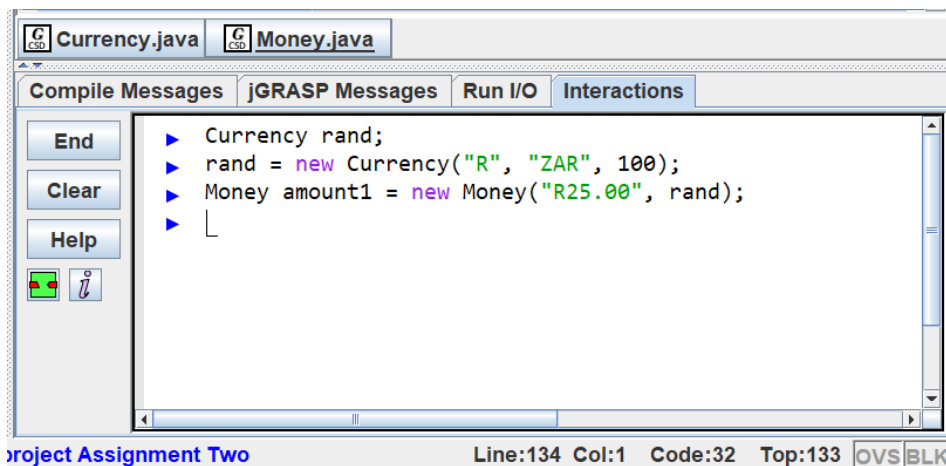 Currency.java Money.java
Compile Messages jGRASP Messages Run I/O Interactions
End
Clear
Help
Currency rand;
rand = new Currency("R", "ZAR", 100);
Money amount1 = new Money("R25.00", rand);
project Assignment Two Line:134 Col:1 Code:32 Top:133 OVS BLK